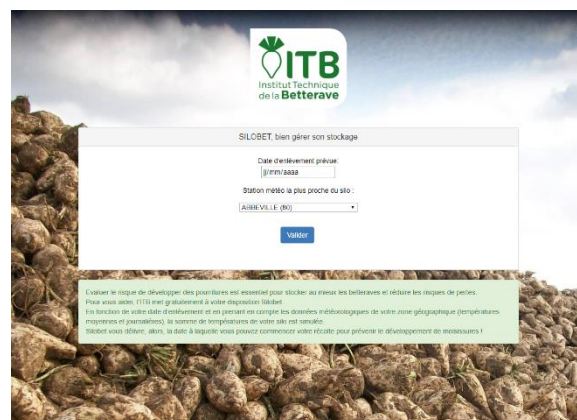 ITB
Institut Technique
de la Betterave
SILOBET, bien gérer son stockage
Date d'enlèvement prévue:
jj/mm/aaaa
Station météo la plus proche du silo :
ABBEVILLE (80)
Valider
Evaluer le risque de développer des pourritures est essentiel pour stocker au mieux les betteraves et réduire les risques de pertes.
Pour vous aider, l'ITB met gratuitement à votre disposition Silobet.
En fonction de votre date d'enlèvement et en prenant en compte les données météorologiques de votre zone géographique (températures
moyennes et journalières), la somme de températures de votre silo est simulée.
Silobet vous délivre, alors, la date à laquelle vous pouvez commencer votre récolte pour prévenir le développement de moisissures !